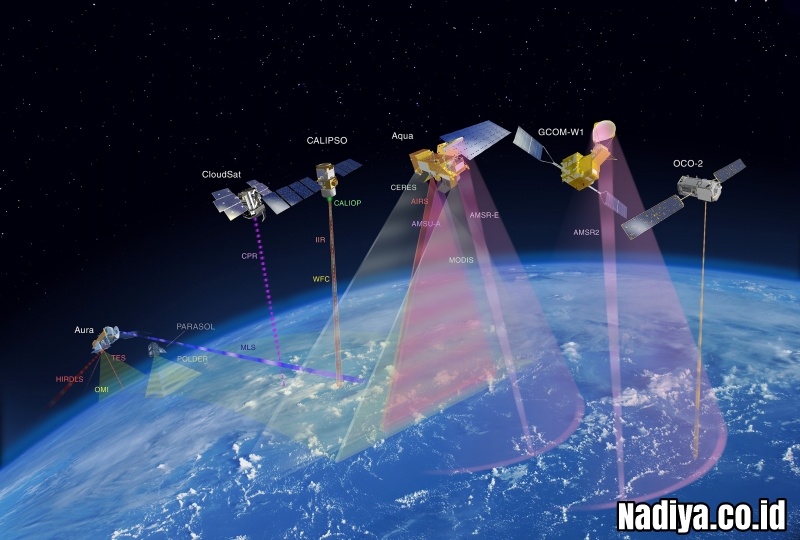 CALIPSO
Aqua
GCOM-W1
OCO-2
CloudSat
CERES
CALIOP
AIRS
AMSR-E
AMSU-A
AMSR2
IIR
CPR
MODIS
WFC
PARASOL
Aura
MLS
TES
POLDER
HIRDLS
OMI
Nadiya.co.id